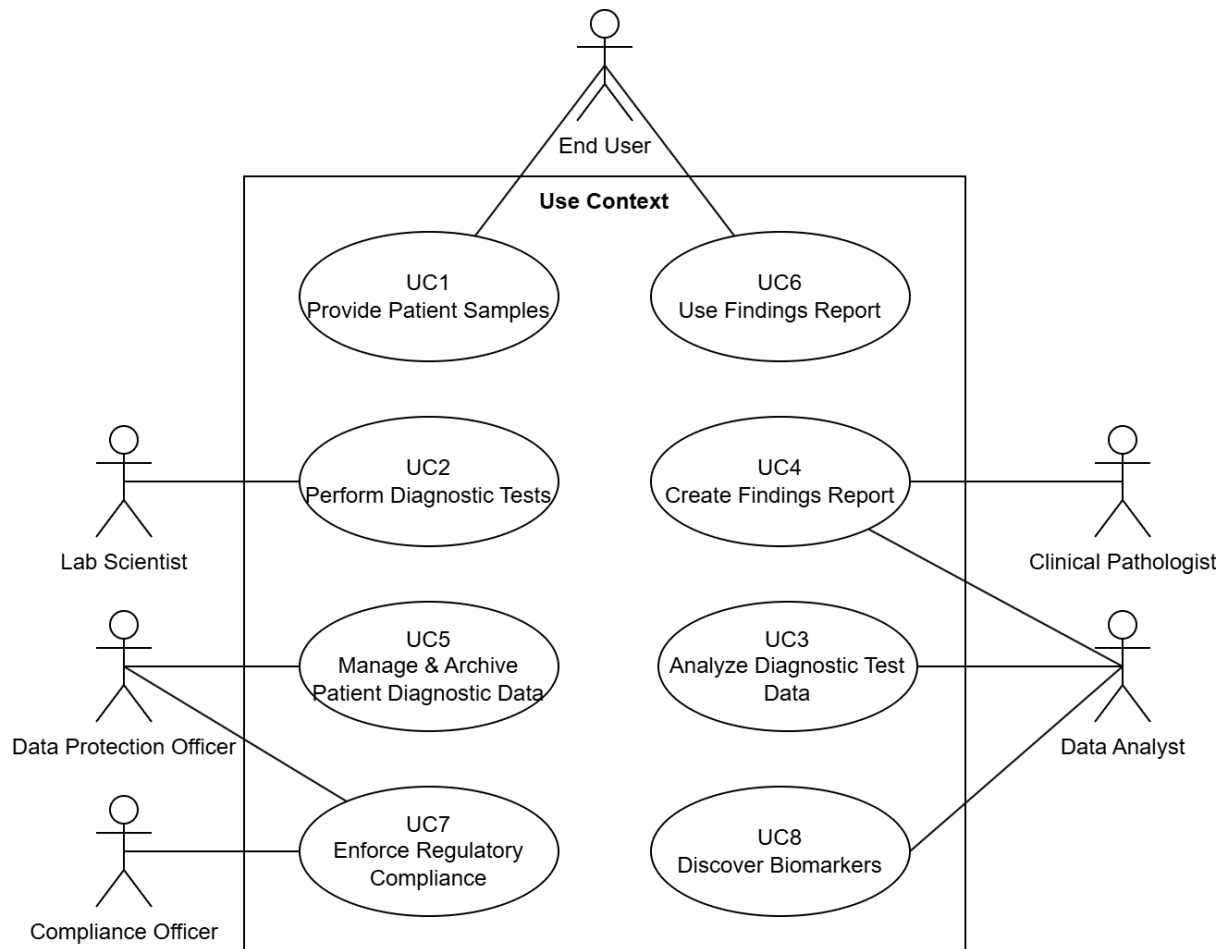 End User
Use Context
UC1
Provide Patient Samples
UC6
Use Findings Report
UC2
Perform Diagnostic Tests
UC4
Create Findings Report
Lab Scientist
Clinical Pathologist
UC5
Manage & Archive
Patient Diagnostic Data
UC3
Analyze Diagnostic Test
Data
Data Protection Officer
Data Analyst
UC7
Enforce Regulatory
Compliance
UC8
Discover Biomarkers
Compliance Officer